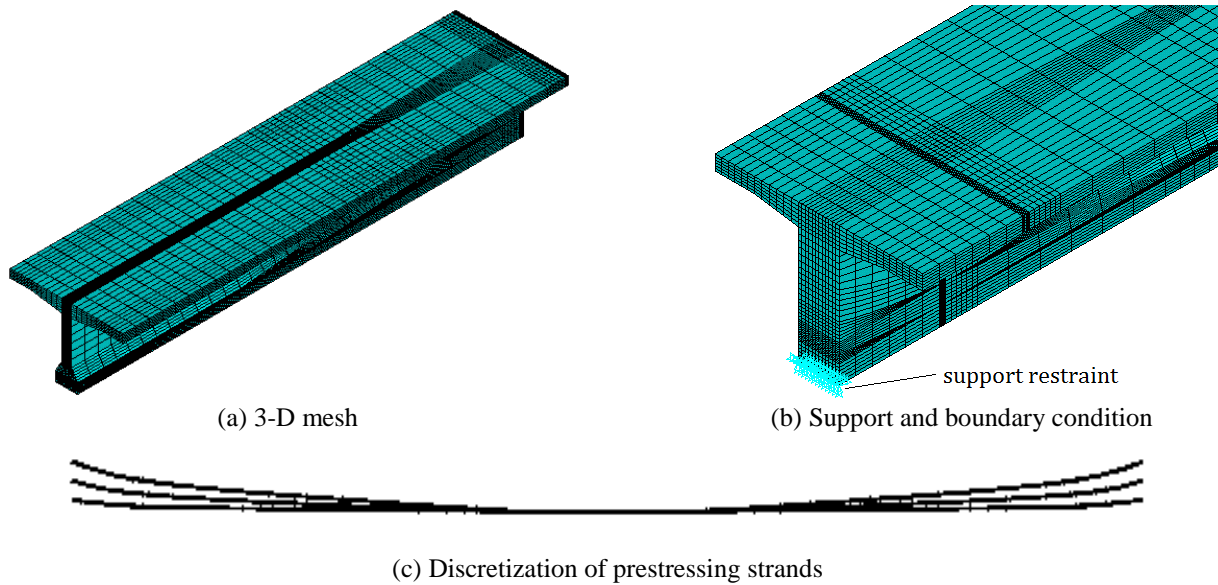 support restraint
(a) 3-D mesh
(b) Support and boundary condition
(c) Discretization of prestressing strands